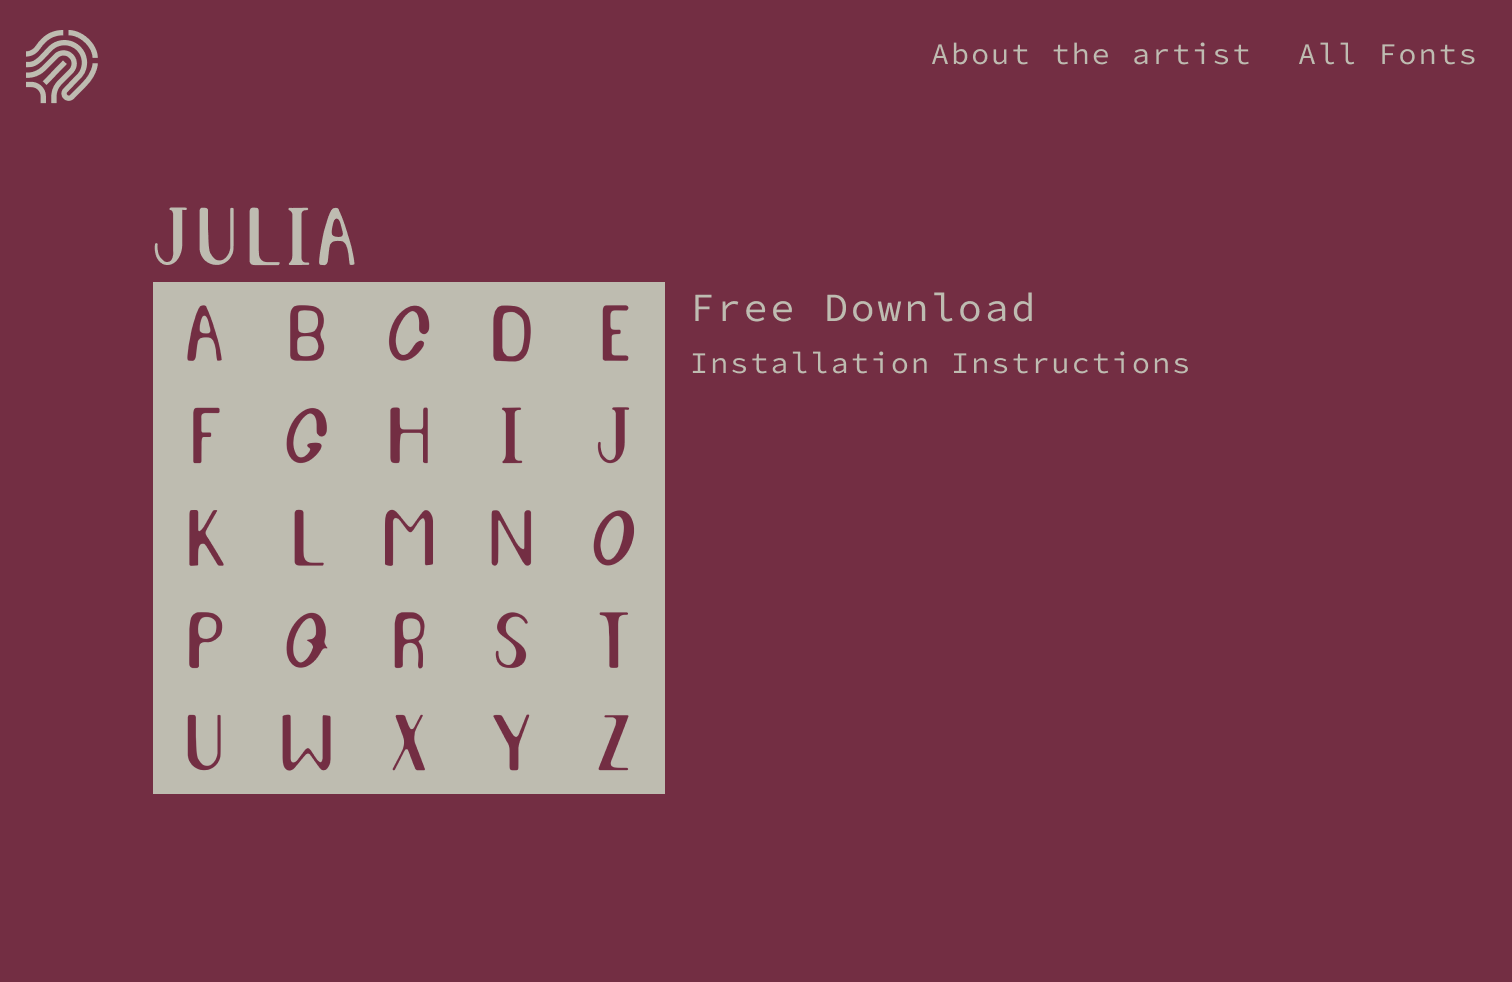 About the artist All Fonts
JULIA
A B C D E
Free Download
Installation Instructions
F G H I J
K L M N O
P Q R S T
U W X Y Z